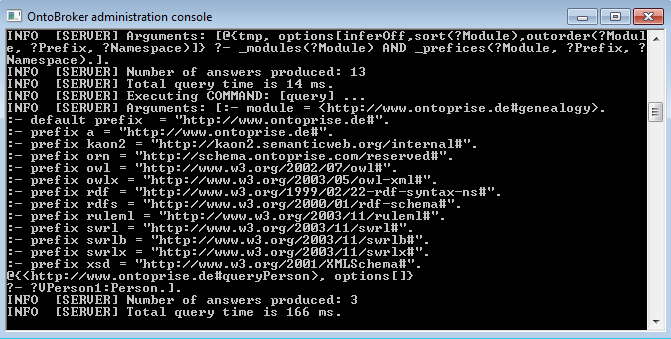 OntoBroker administration console
INFO  [SERVER] Arguments: [@{tmp, options[inferOff,sort(?Module),outorder(?Modul
e, ?Prefix, ?Namespace)]} ?- _modules(?Module) AND _prefices(?Module, ?Prefix, ?
Namespace).].
INFO  [SERVER] Number of answers produced: 13
INFO  [SERVER] Total query time is 14 ms.
INFO  [SERVER] Executing COMMAND: [query] ...
INFO  [SERVER] Arguments: [:- module = <http://www.ontoprise.de#genealogy>.
:- default prefix  = "http://www.ontoprise.de#".
:- prefix a = "http://www.ontoprise.de#".
:- prefix kaon2 = "http://kaon2.semanticweb.org/internal#".
:- prefix orn = "http://schema.ontoprise.com/reserved#".
:- prefix owl = "http://www.w3.org/2002/07/owl#".
:- prefix owlx = "http://www.w3.org/2003/05/owl-xml#".
:- prefix rdf = "http://www.w3.org/1999/02/22-rdf-syntax-ns#".
:- prefix rdfs = "http://www.w3.org/2000/01/rdf-schema#".
:- prefix ruleml = "http://www.w3.org/2003/11/ruleml#".
:- prefix swrl = "http://www.w3.org/2003/11/swrl#".
:- prefix swrlb = "http://www.w3.org/2003/11/swrlb#".
:- prefix swrlx = "http://www.w3.org/2003/11/swrlx#".
:- prefix xsd = "http://www.w3.org/2001/XMLSchema#".
@{<http://www.ontoprise.de#queryPerson>, options[]}
?- ?VPerson1:Person.].
INFO  [SERVER] Number of answers produced: 3
INFO  [SERVER] Total query time is 166 ms.